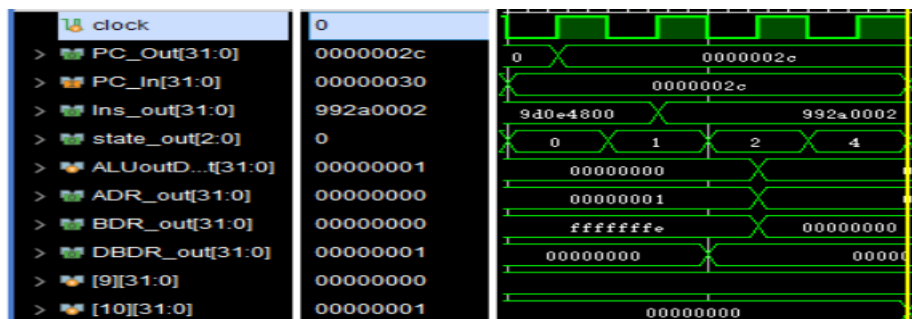 clock 0
> PC_Out[31:0] 0000002c 0 0000002c
> PC_In[31:0] 00000030 0000002c
> Ins_out[31:0] 992a0002 9d0e4800 992a0002
> state_out[2:0] 0 0 1 2 4
> ALUoutD...t[31:0] 00000001 00000000
> ADR_out[31:0] 00000000 00000001
> BDR_out[31:0] 00000000 fffffffe 00000000
> DBDR_out[31:0] 00000001 00000000 00000
> [9][31:0] 00000000
> [10][31:0] 00000001 00000000